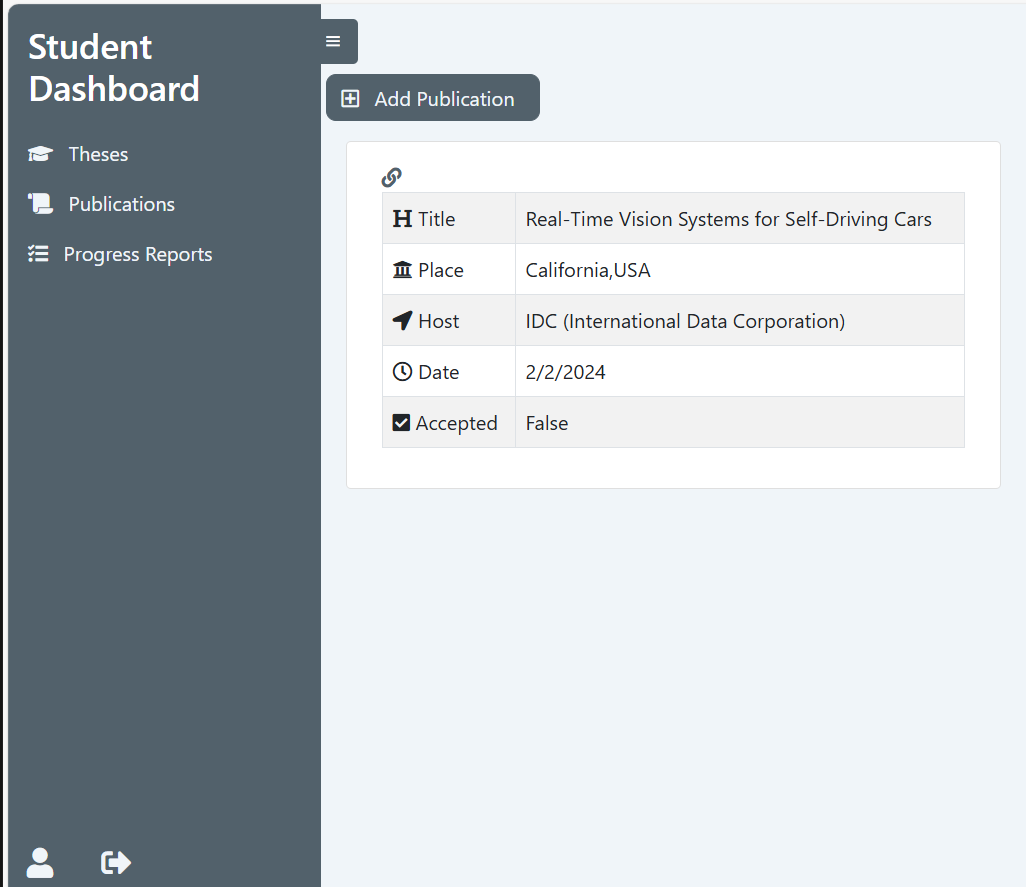 Student
Dashboard
Theses
Publications
Progress Reports
Add Publication
Title Real-Time Vision Systems for Self-Driving Cars
Place California,USA
Host IDC (International Data Corporation)
Date 2/2/2024
Accepted False